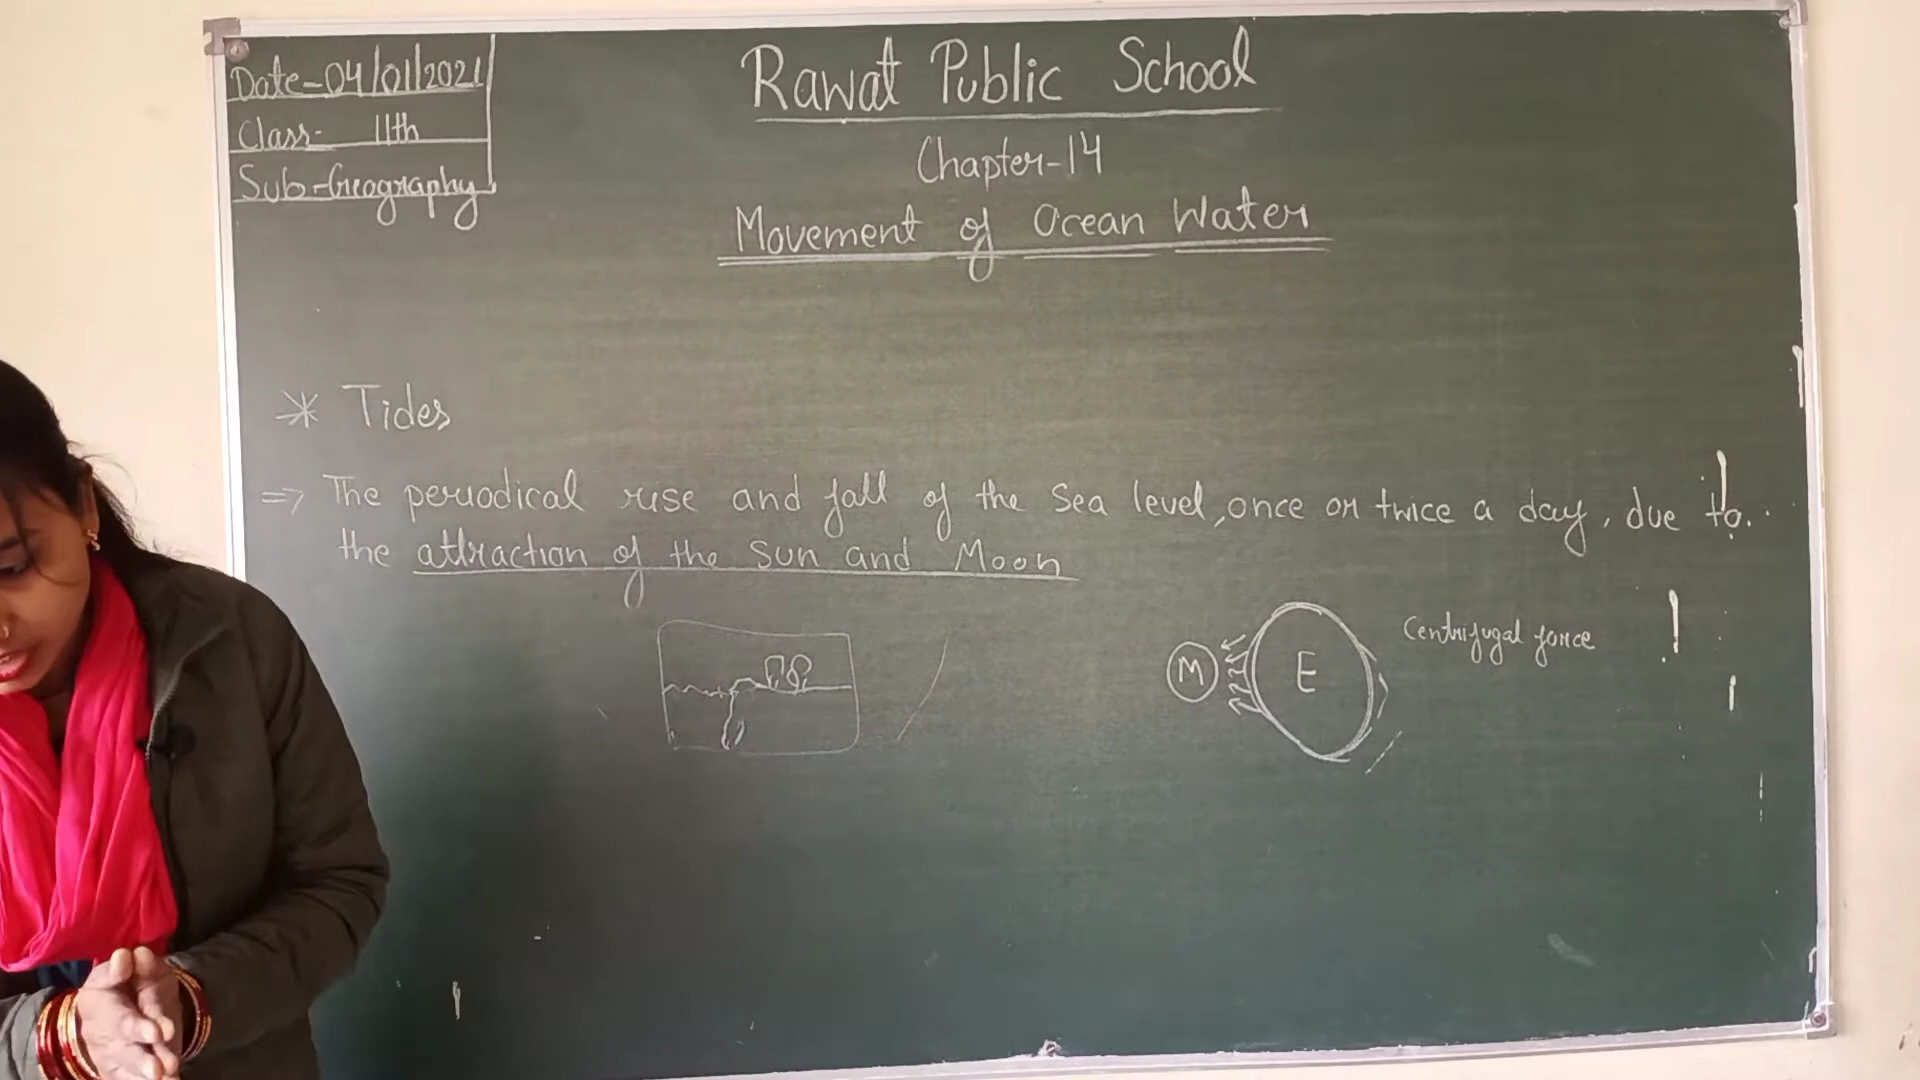 Date-04/01/2021
Class- 11th
Sub-Geography
Rawat Public School
Chapter-14
Movement of Ocean Water
* Tides
=> The periodical rise and fall of the Sea level, once or twice a day, due to
the attraction of the Sun and Moon
M
E
Centrifugal force